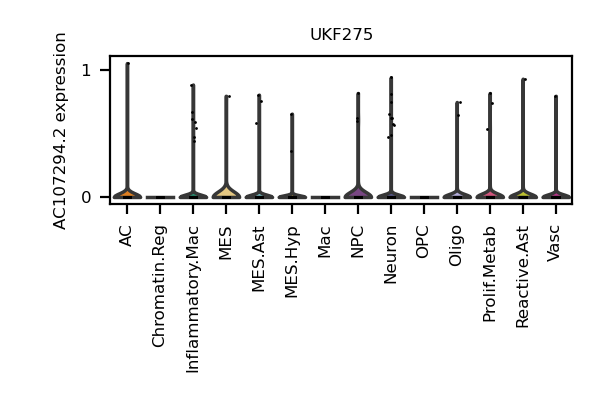 UKF275
AC107294.2 expression
1
0
AC
Chromatin.Reg
Inflammatory.Mac
MES
MES.Ast
MES.Hyp
Mac
NPC
Neuron
OPC
Oligo
Prolif.Metab
Reactive.Ast
Vasc